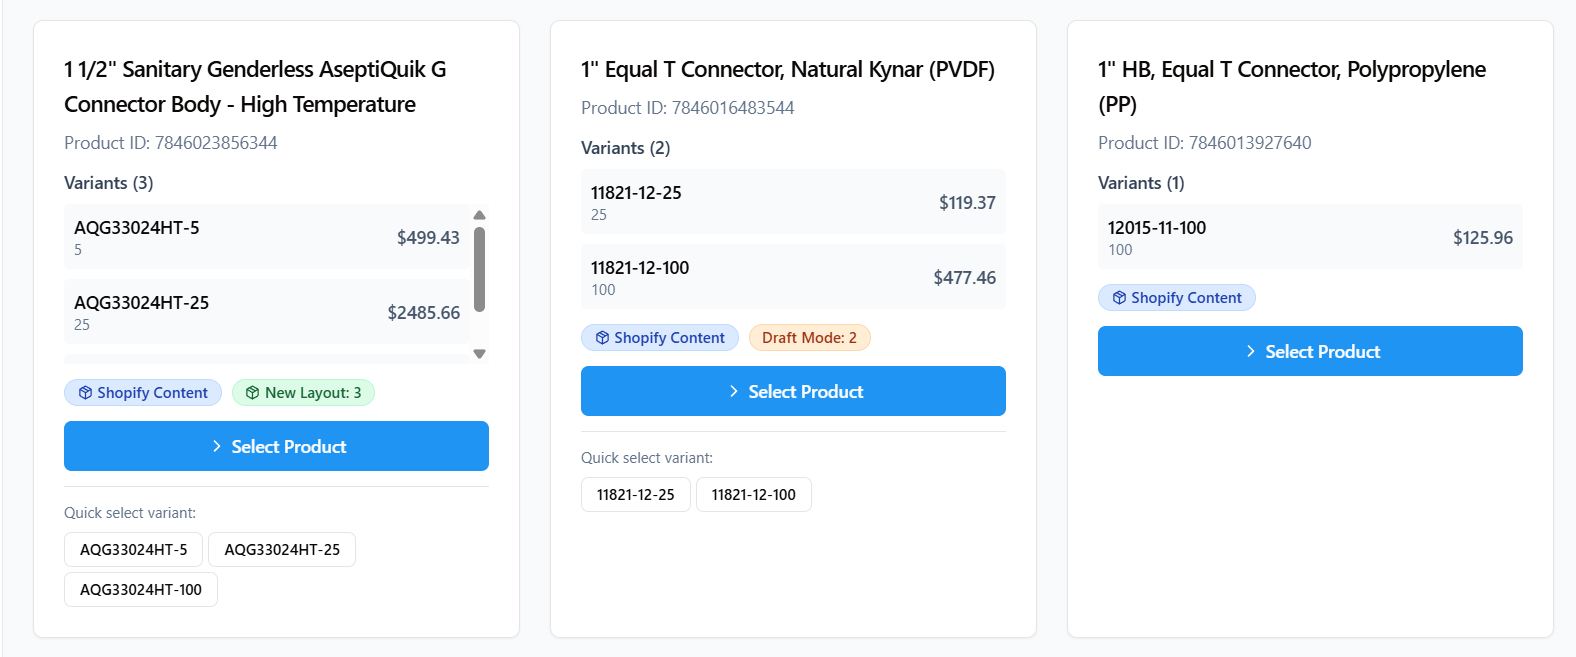 1 1/2" Sanitary Genderless AseptiQuik G
Connector Body - High Temperature
Product ID: 7846023856344
Variants (3)
AQG33024HT-5
5
$499.43
AQG33024HT-25
25
$2485.66
Shopify Content
New Layout: 3
Select Product
Quick select variant:
AQG33024HT-5
AQG33024HT-25
AQG33024HT-100
1" Equal T Connector, Natural Kynar (PVDF)
Product ID: 7846016483544
Variants (2)
11821-12-25
25
$119.37
11821-12-100
100
$477.46
Shopify Content
Draft Mode: 2
Select Product
Quick select variant:
11821-12-25
11821-12-100
1" HB, Equal T Connector, Polypropylene
(PP)
Product ID: 7846013927640
Variants (1)
12015-11-100
100
$125.96
Shopify Content
Select Product